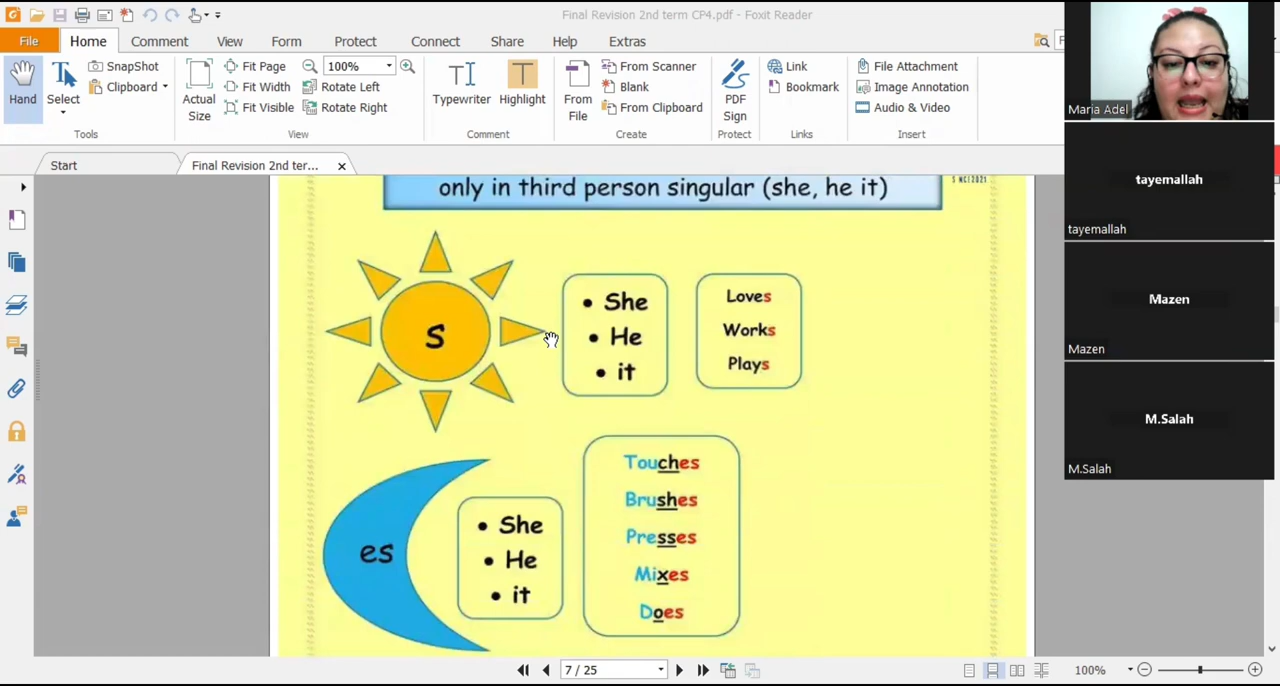 Final Revision 2nd term CP4.pdf - Foxit Reader
File
Home
Comment
View
Form
Protect
Connect
Share
Help
Extras
Hand
Select
SnapShot
Clipboard
Tools
Actual
Size
Fit Page
Fit Width
Fit Visible
100%
Rotate Left
Rotate Right
View
Typewriter
Highlight
Comment
From
File
From Scanner
Blank
From Clipboard
Create
PDF
Sign
Protect
Link
Bookmark
Links
File Attachment
Image Annotation
Audio & Video
Insert
Start
Final Revision 2nd ter...
only in third person singular (she, he it)
s
• She
• He
• it
Loves
Works
Plays
es
• She
• He
• it
Touches
Brushes
Presses
Mixes
Does
7 / 25
100%
Maria Adel
tayemallah
tayemallah
Mazen
Mazen
M.Salah
M.Salah